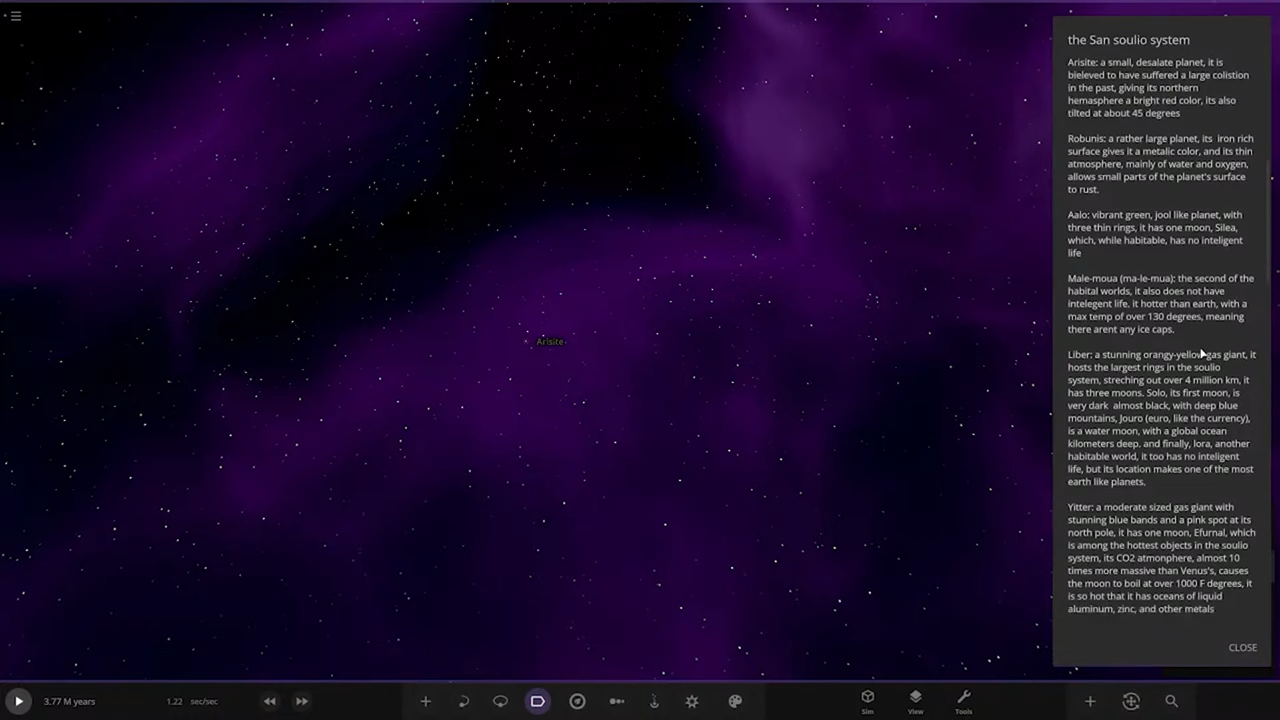 the San soulio system
Arisite: a small, desalate planet, it is
bieleved to have suffered a large colistion
in the past, giving its northern
hemasphere a bright red color, its also
tilted at about 45 degrees
Robunis: a rather large planet, its  iron rich
surface gives it a metalic color, and its thin
atmosphere, mainly of water and oxygen,
allows small parts of the planet's surface
to rust.
Aalo: vibrant green, jool like planet, with
three thin rings, it has one moon, Silea,
which, while habitable, has no inteligent
life
Male-moua (ma-le-mua): the second of the
habital worlds, it also does not have
intelegent life. it hotter than earth, with a
max temp of over 130 degrees, meaning
there arent any ice caps.
Liber: a stunning orangy-yellow gas giant, it
hosts the largest rings in the soulio
system, streching out over 4 million km, it
has three moons. Solo, its first moon, is
very dark  almost black, with deep blue
mountains, Jouro (euro, like the currency),
is a water moon, with a global ocean
kilometers deep. and finally, lora, another
habitable world, it too has no inteligent
life, but its location makes one of the most
earth like planets.
Yitter: a moderate sized gas giant with
stunning blue bands and a pink spot at its
north pole, it has one moon, Efurnal, which
is among the hottest objects in the soulio
system, its CO2 atmonphere, almost 10
times more massive than Venus's, causes
the moon to boil at over 1000 F degrees, it
is so hot that it has oceans of liquid
aluminum, zinc, and other metals
CLOSE
Arisite
3.77 M years
1.22 sec/sec
Sim
View
Tools